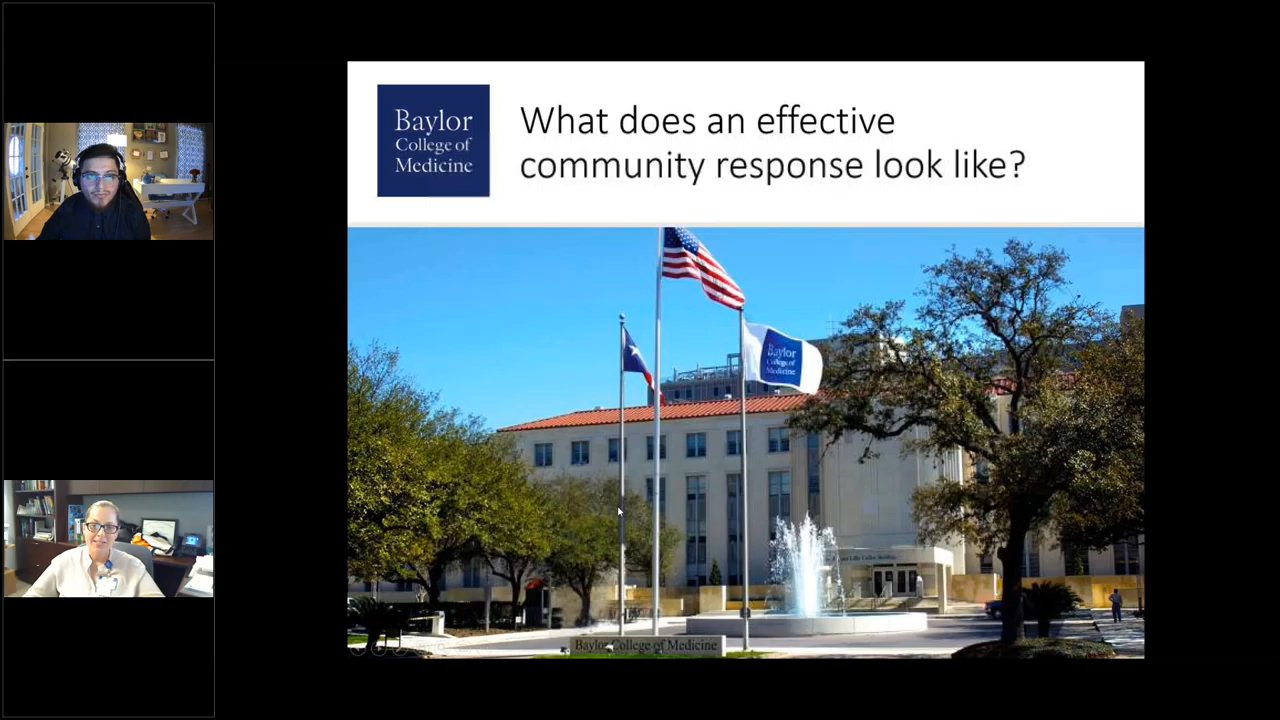 Baylor
College of
Medicine
What does an effective
community response look like?
Baylor
College of
Medicine
Baylor College of Medicine